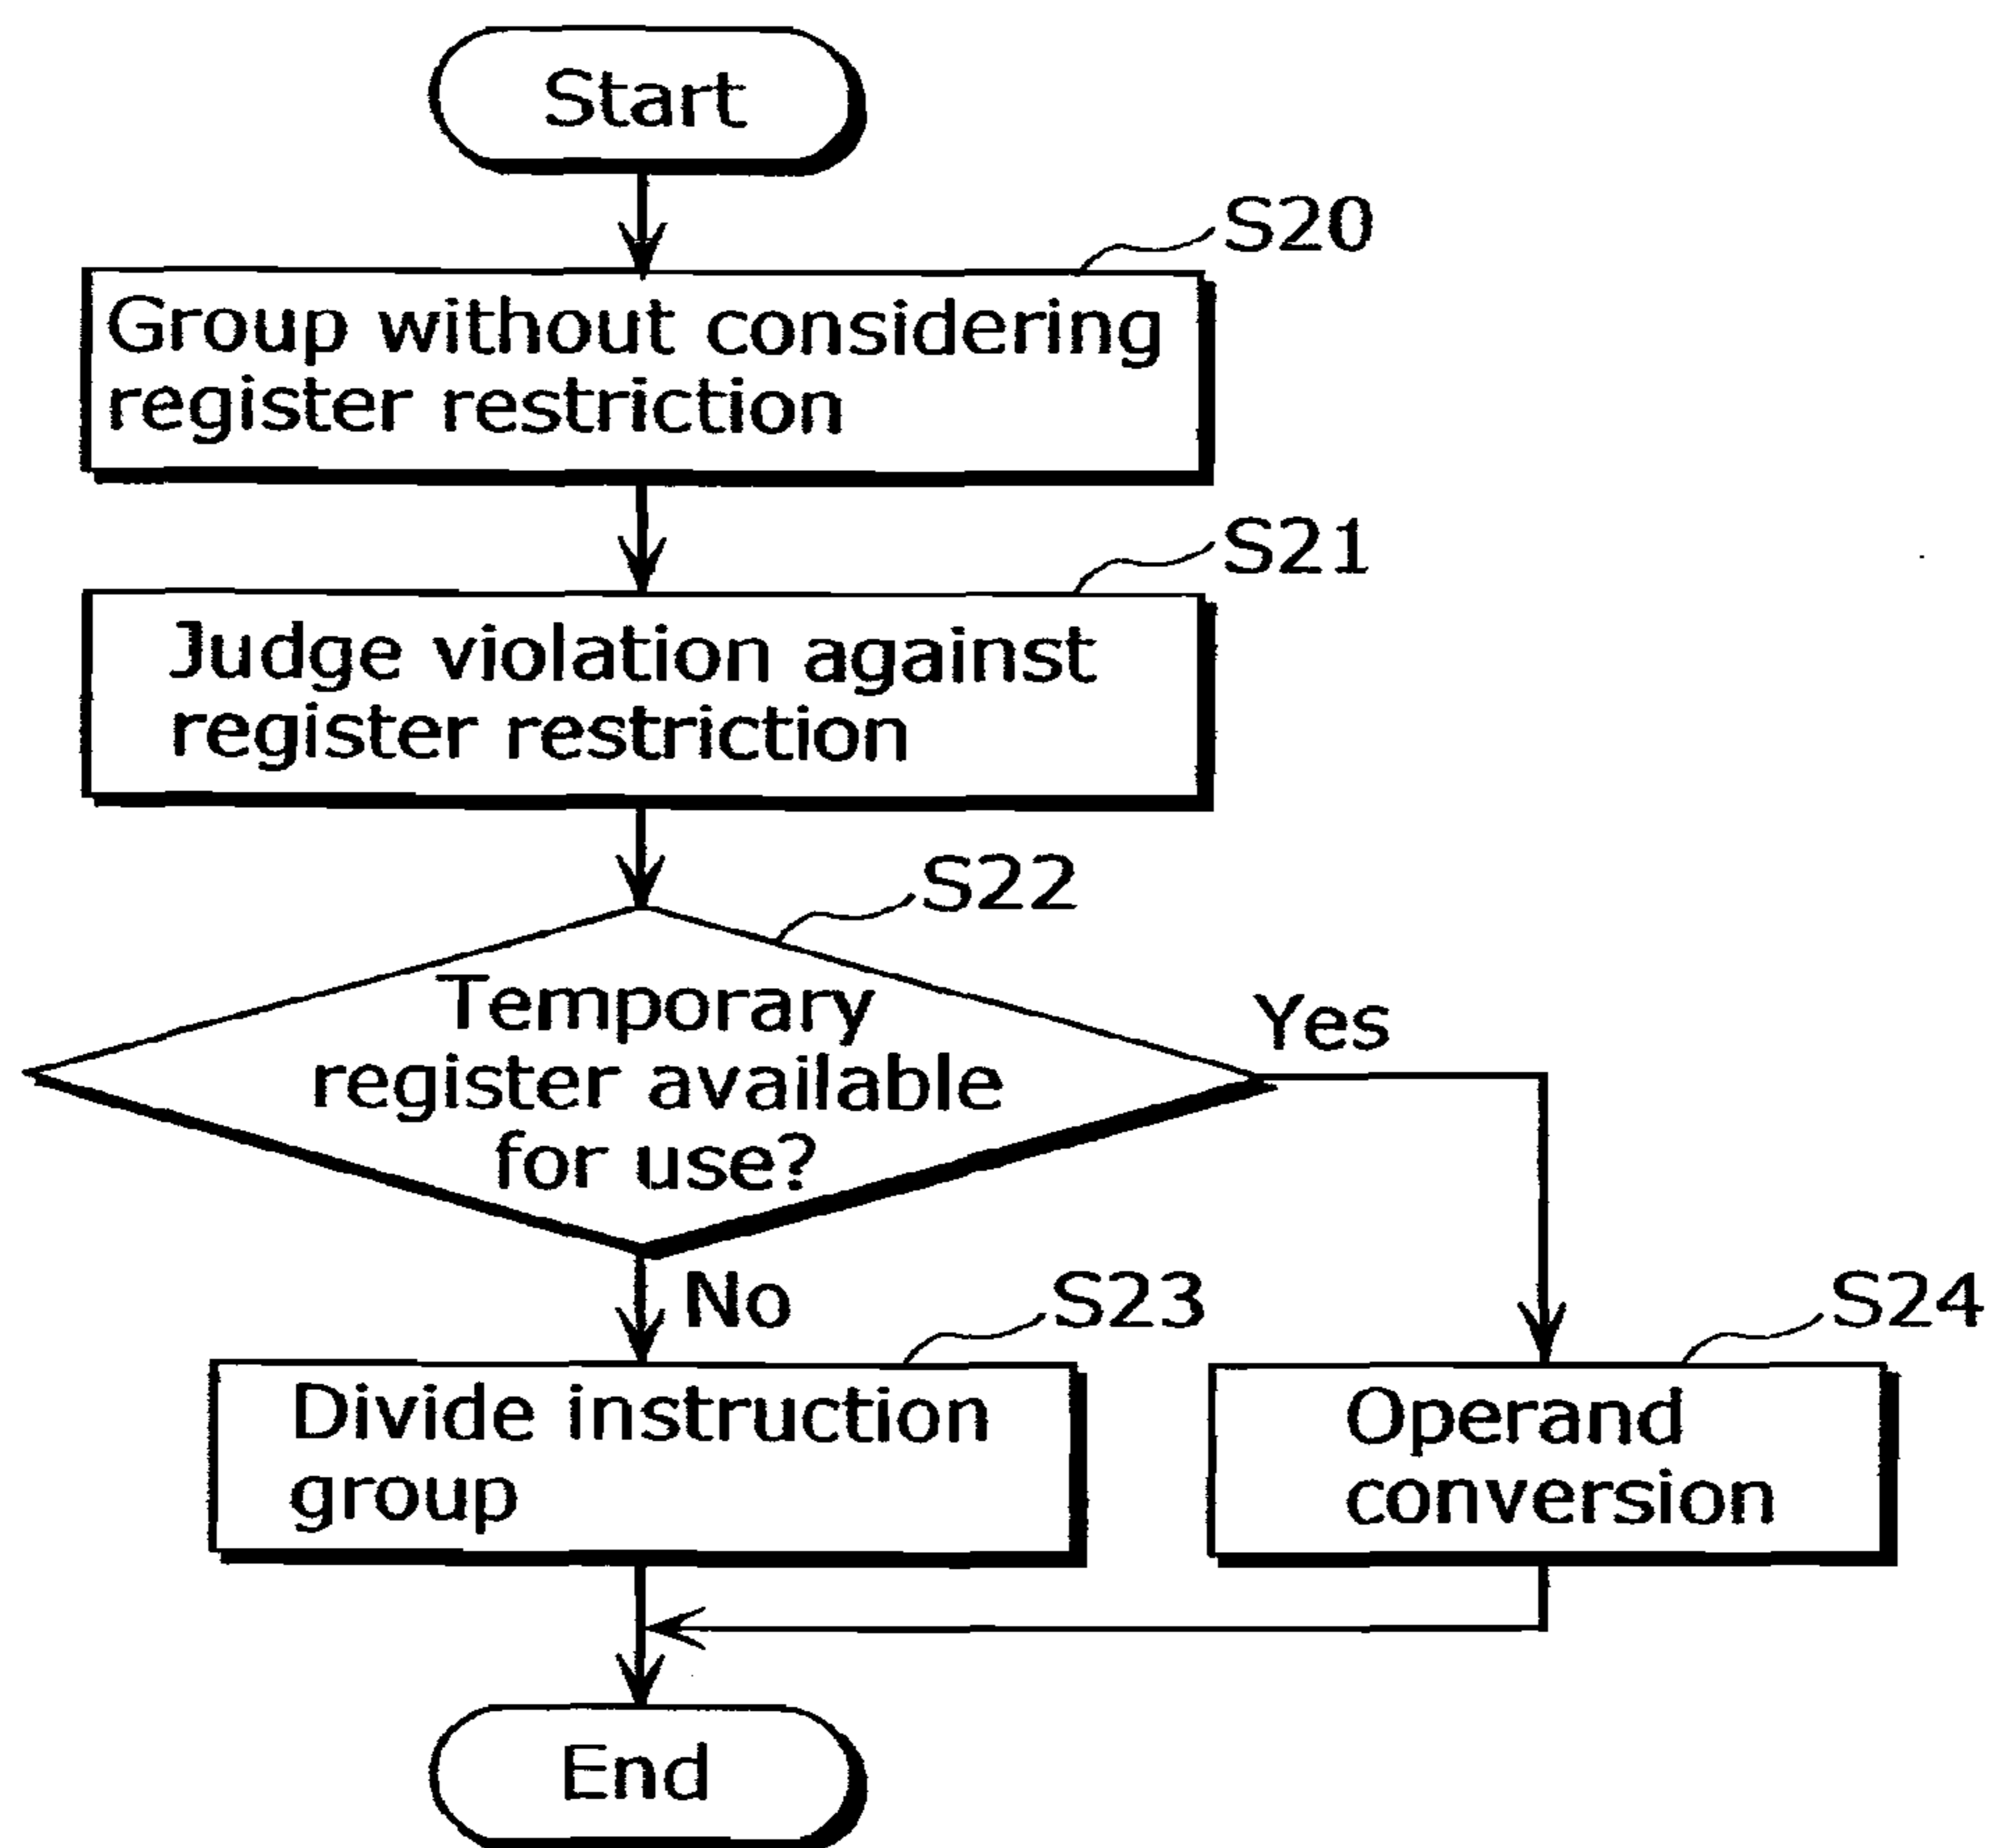 Start
S20
Group without considering
register restriction
S21
Judge violation against
register restriction
S22
Temporary
register available
for use?
Yes
No
S23
S24
Divide instruction
group
Operand
conversion
End